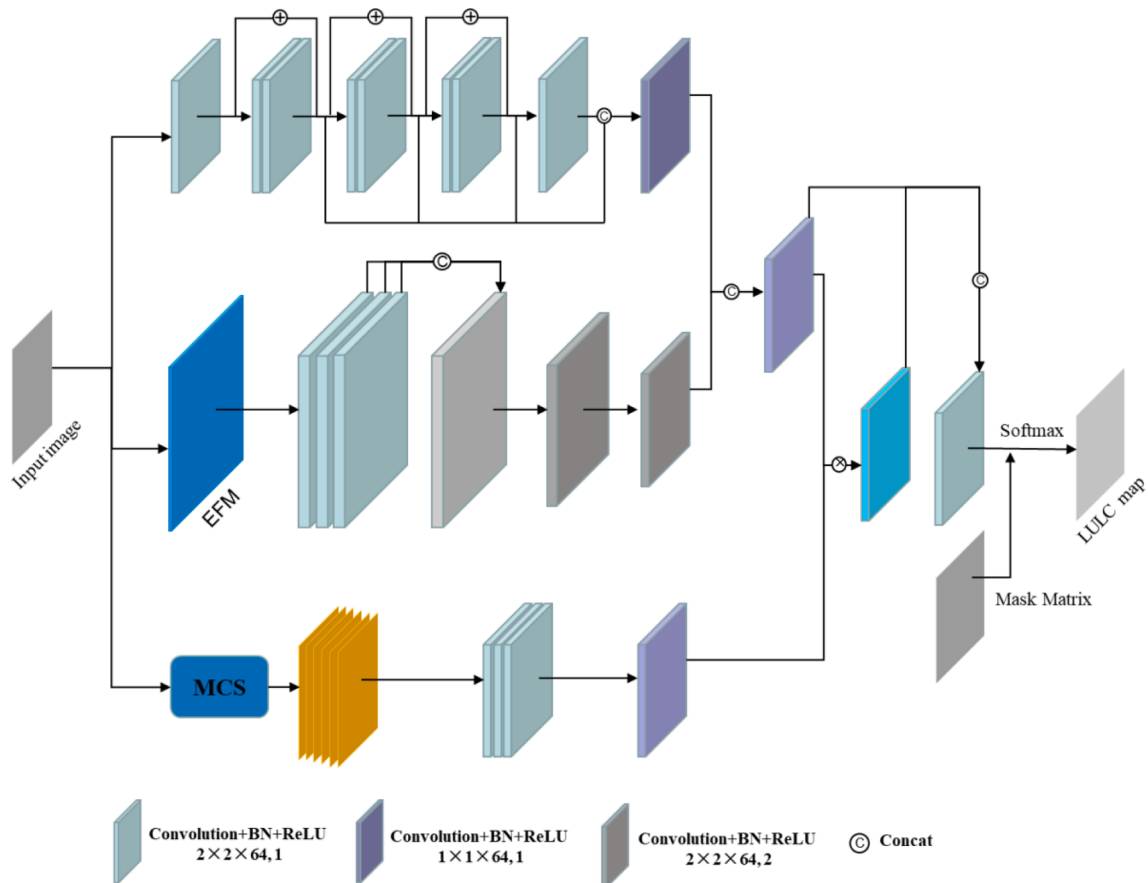 Input image
EFM
MCS
Softmax
LULC map
Mask Matrix
Convolution+BN+ReLU
2×2×64,1
Convolution+BN+ReLU
1×1×64,1
Convolution+BN+ReLU
2×2×64,2
C Concat
+
+
+
C
C
C
C
×